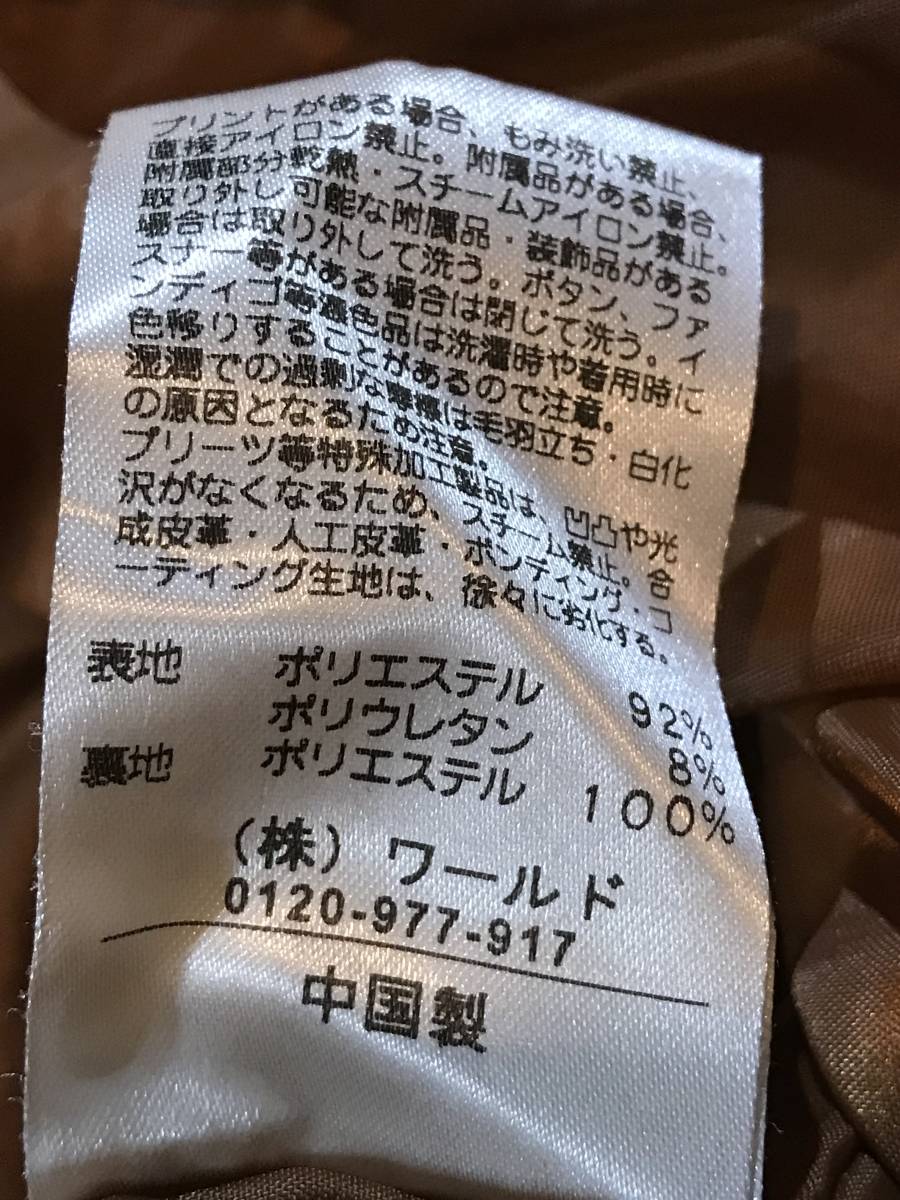 プリントがある場合、もみ洗い禁止、
直接アイロン禁止。附属品がある場合、
附属部分乾熱・スチームアイロン禁止。
取り外し可能な附属品・装飾品がある
場合は取り外して洗う。ボタン、ファ
スナー等がある場合は閉じて洗う。イ
ンディゴ等濃色品は洗濯時や着用時に
色移りすることがあるので注意。
湿潤での過剰な摩擦は毛羽立ち・白化
の原因となるため注意。
プリーツ等特殊加工製品は、凹凸や光
沢がなくなるため、スチーム禁止。合
成皮革・人工皮革・ボンディング・コ
ーティング生地は、徐々に劣化する。
表地 ポリエステル 92%
ポリウレタン 8%
裏地 ポリエステル 100%
(株) ワールド
0120-977-917
中国製